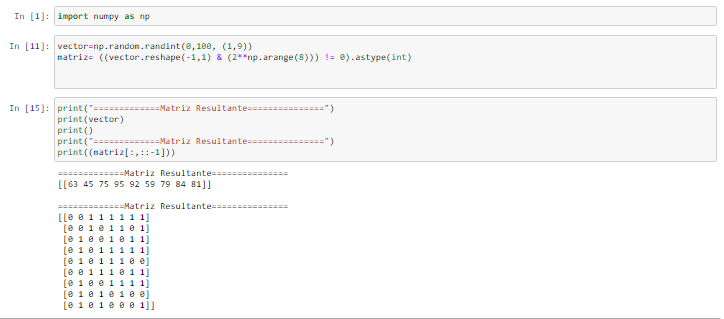 In [1]: import numpy as np
In [11]: vector=np.random.randint(0,100, (1,9))
matriz= ((vector.reshape(-1,1) & (2**np.arange(8))) != 0).astype(int)
In [15]: print("=============Matriz Resultante===============")
print(vector)
print()
print("=============Matriz Resultante===============")
print((matriz[:,::-1]))
=============Matriz Resultante===============
[[63 45 75 95 92 59 79 84 81]]
=============Matriz Resultante===============
[[0 0 1 1 1 1 1 1]
[0 0 1 0 1 1 0 1]
[0 1 0 0 1 0 1 1]
[0 1 0 1 1 1 1 1]
[0 1 0 1 1 1 0 0]
[0 0 1 1 1 0 1 1]
[0 1 0 0 1 1 1 1]
[0 1 0 1 0 1 0 0]
[0 1 0 1 0 0 0 1]]